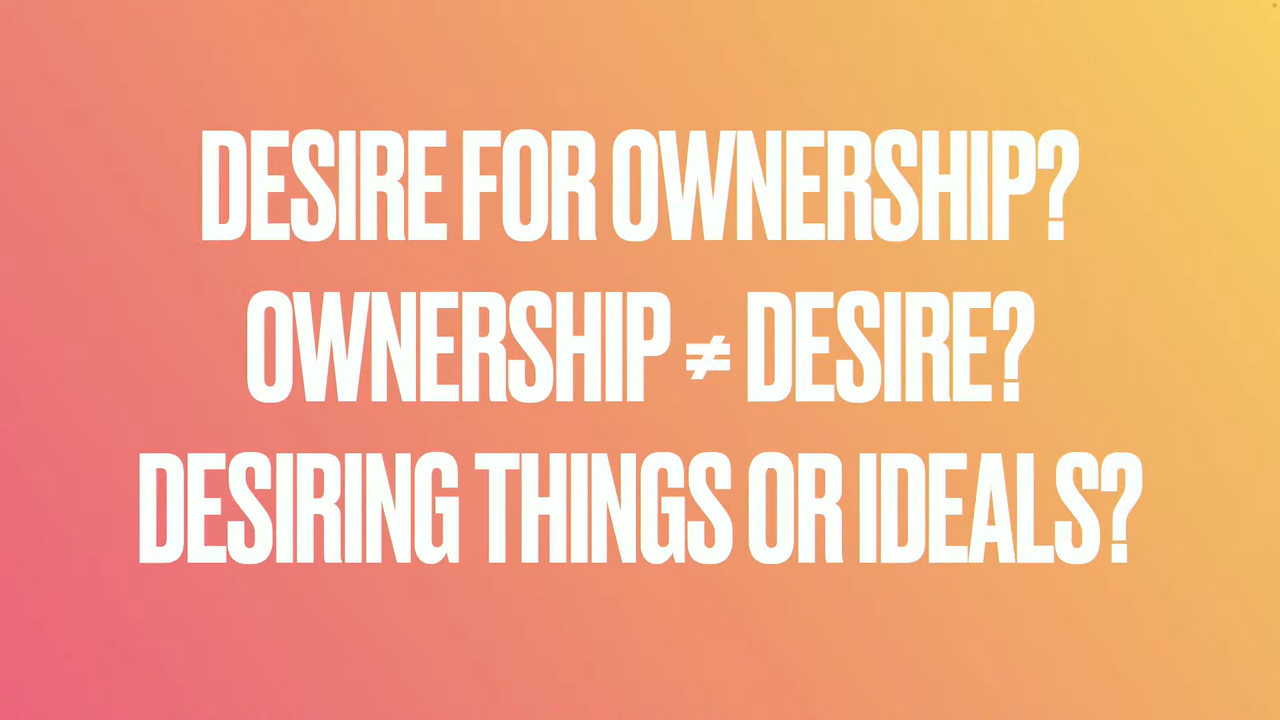 DESIRE FOR OWNERSHIP?
OWNERSHIP ≠ DESIRE?
DESIRING THINGS OR IDEALS?